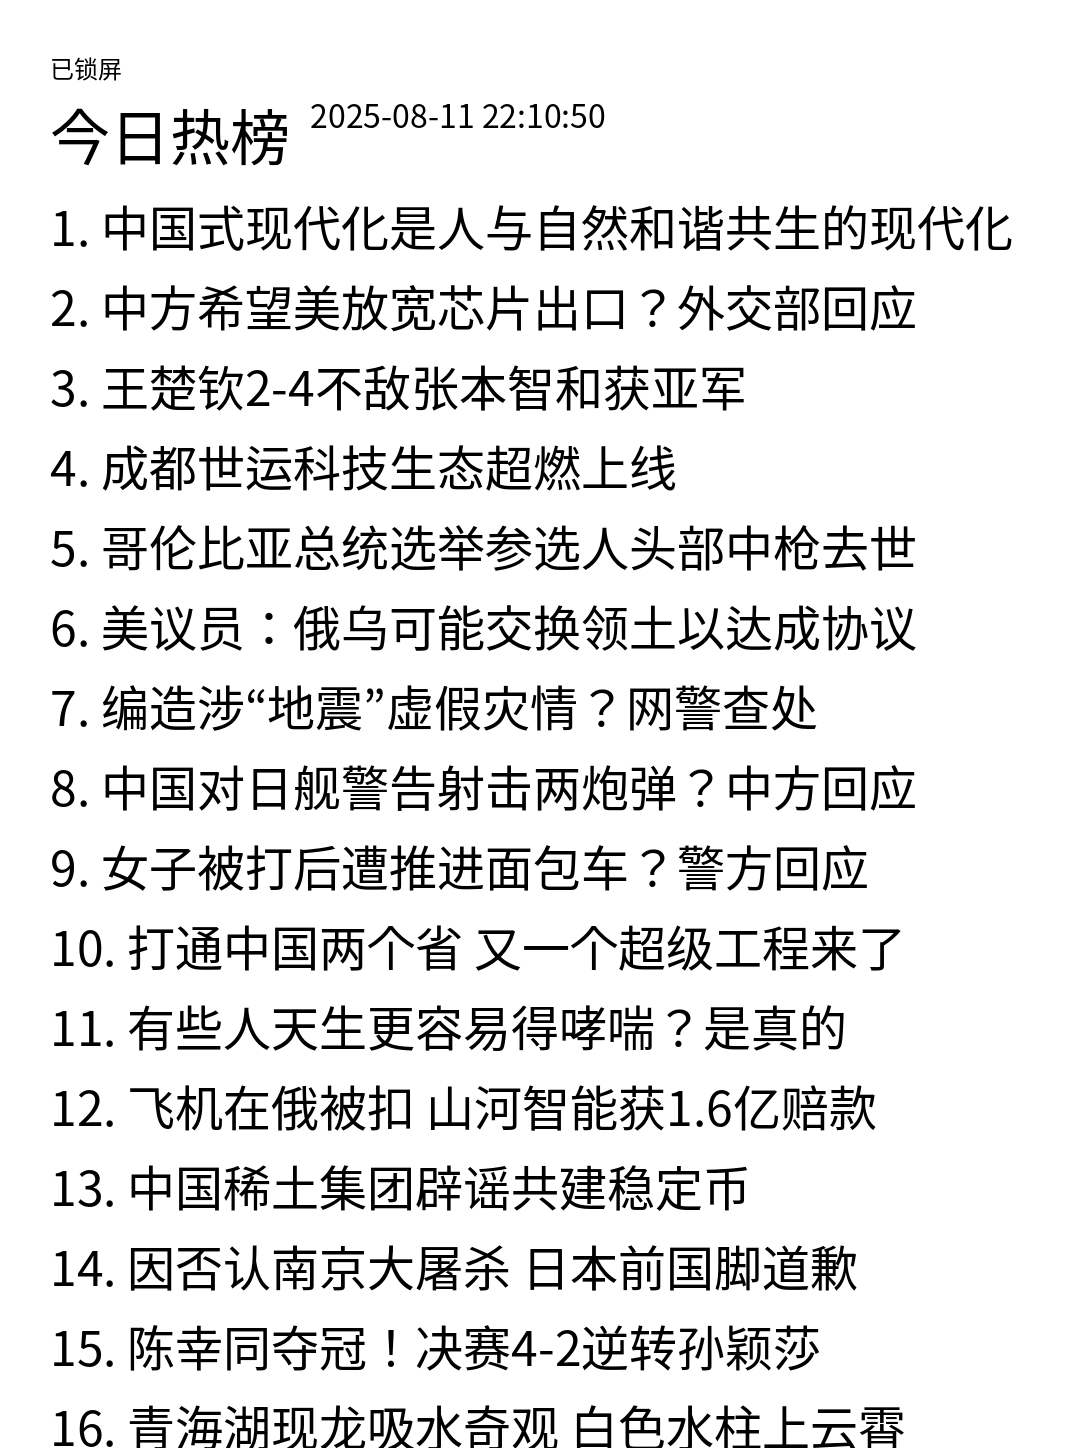 已锁屏
今日热榜 2025-08-11 22:10:50
1. 中国式现代化是人与自然和谐共生的现代化
2. 中方希望美放宽芯片出口？外交部回应
3. 王楚钦2-4不敌张本智和获亚军
4. 成都世运科技生态超燃上线
5. 哥伦比亚总统选举参选人头部中枪去世
6. 美议员：俄乌可能交换领土以达成协议
7. 编造涉“地震”虚假灾情？网警查处
8. 中国对日舰警告射击两炮弹？中方回应
9. 女子被打后遭推进面包车？警方回应
10. 打通中国两个省 又一个超级工程来了
11. 有些人天生更容易得哮喘？是真的
12. 飞机在俄被扣 山河智能获1.6亿赔款
13. 中国稀土集团辟谣共建稳定币
14. 因否认南京大屠杀 日本前国脚道歉
15. 陈幸同夺冠！决赛4-2逆转孙颖莎
16. 青海湖现龙吸水奇观 白色水柱上云霄